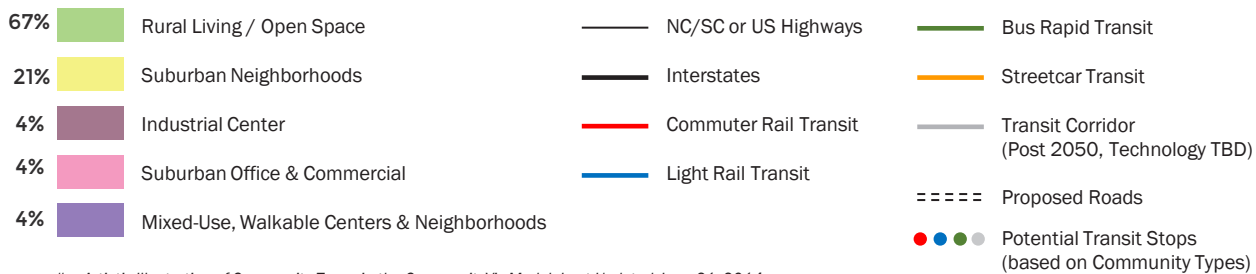 67% Rural Living / Open Space
21% Suburban Neighborhoods
4% Industrial Center
4% Suburban Office & Commercial
4% Mixed-Use, Walkable Centers & Neighborhoods
NC/SC or US Highways
Interstates
Commuter Rail Transit
Light Rail Transit
Bus Rapid Transit
Streetcar Transit
Transit Corridor
(Post 2050, Technology TBD)
Proposed Roads
Potential Transit Stops
(based on Community Types)